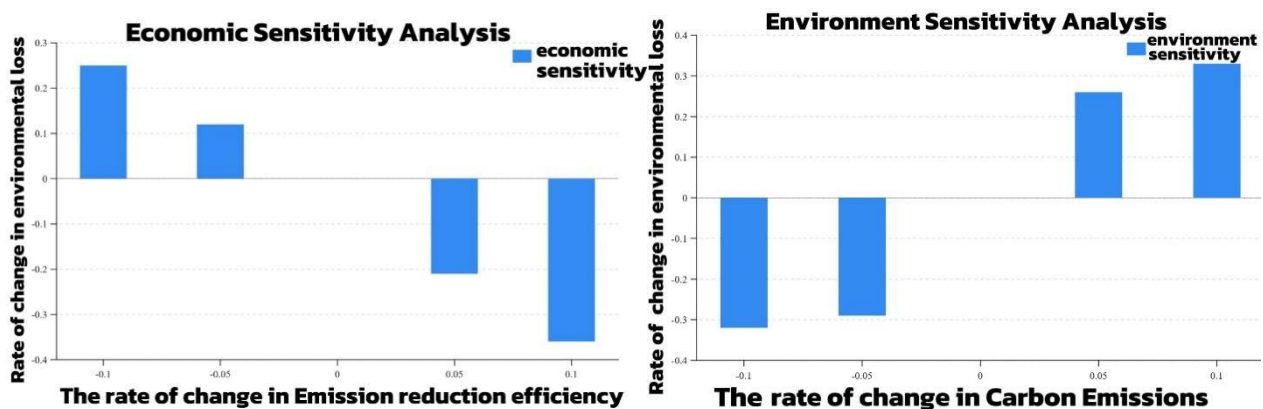 Economic Sensitivity Analysis
economic
sensitivity
Rate of change in environmental loss
0.3
0.2
0.1
0
-0.1
-0.2
-0.3
-0.4
-0.1
-0.05
0
0.05
0.1
The rate of change in Emission reduction efficiency
Environment Sensitivity Analysis
environment
sensitivity
Rate of change in environmental loss
0.4
0.3
0.2
0.1
0
-0.1
-0.2
-0.3
-0.4
-0.1
-0.05
0
0.05
0.1
The rate of change in Carbon Emissions